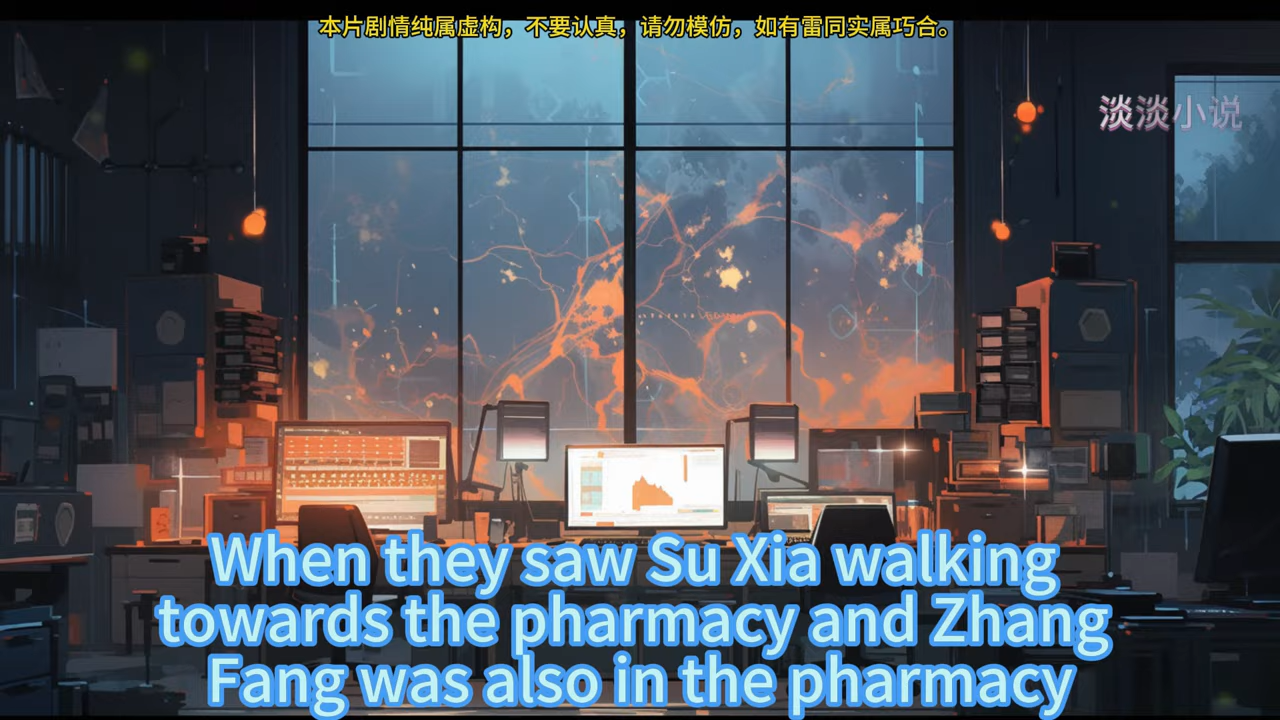 本片剧情纯属虚构，不要认真，请勿模仿，如有雷同实属巧合。
淡淡小说
When they saw Su Xia walking
towards the pharmacy and Zhang
Fang was also in the pharmacy